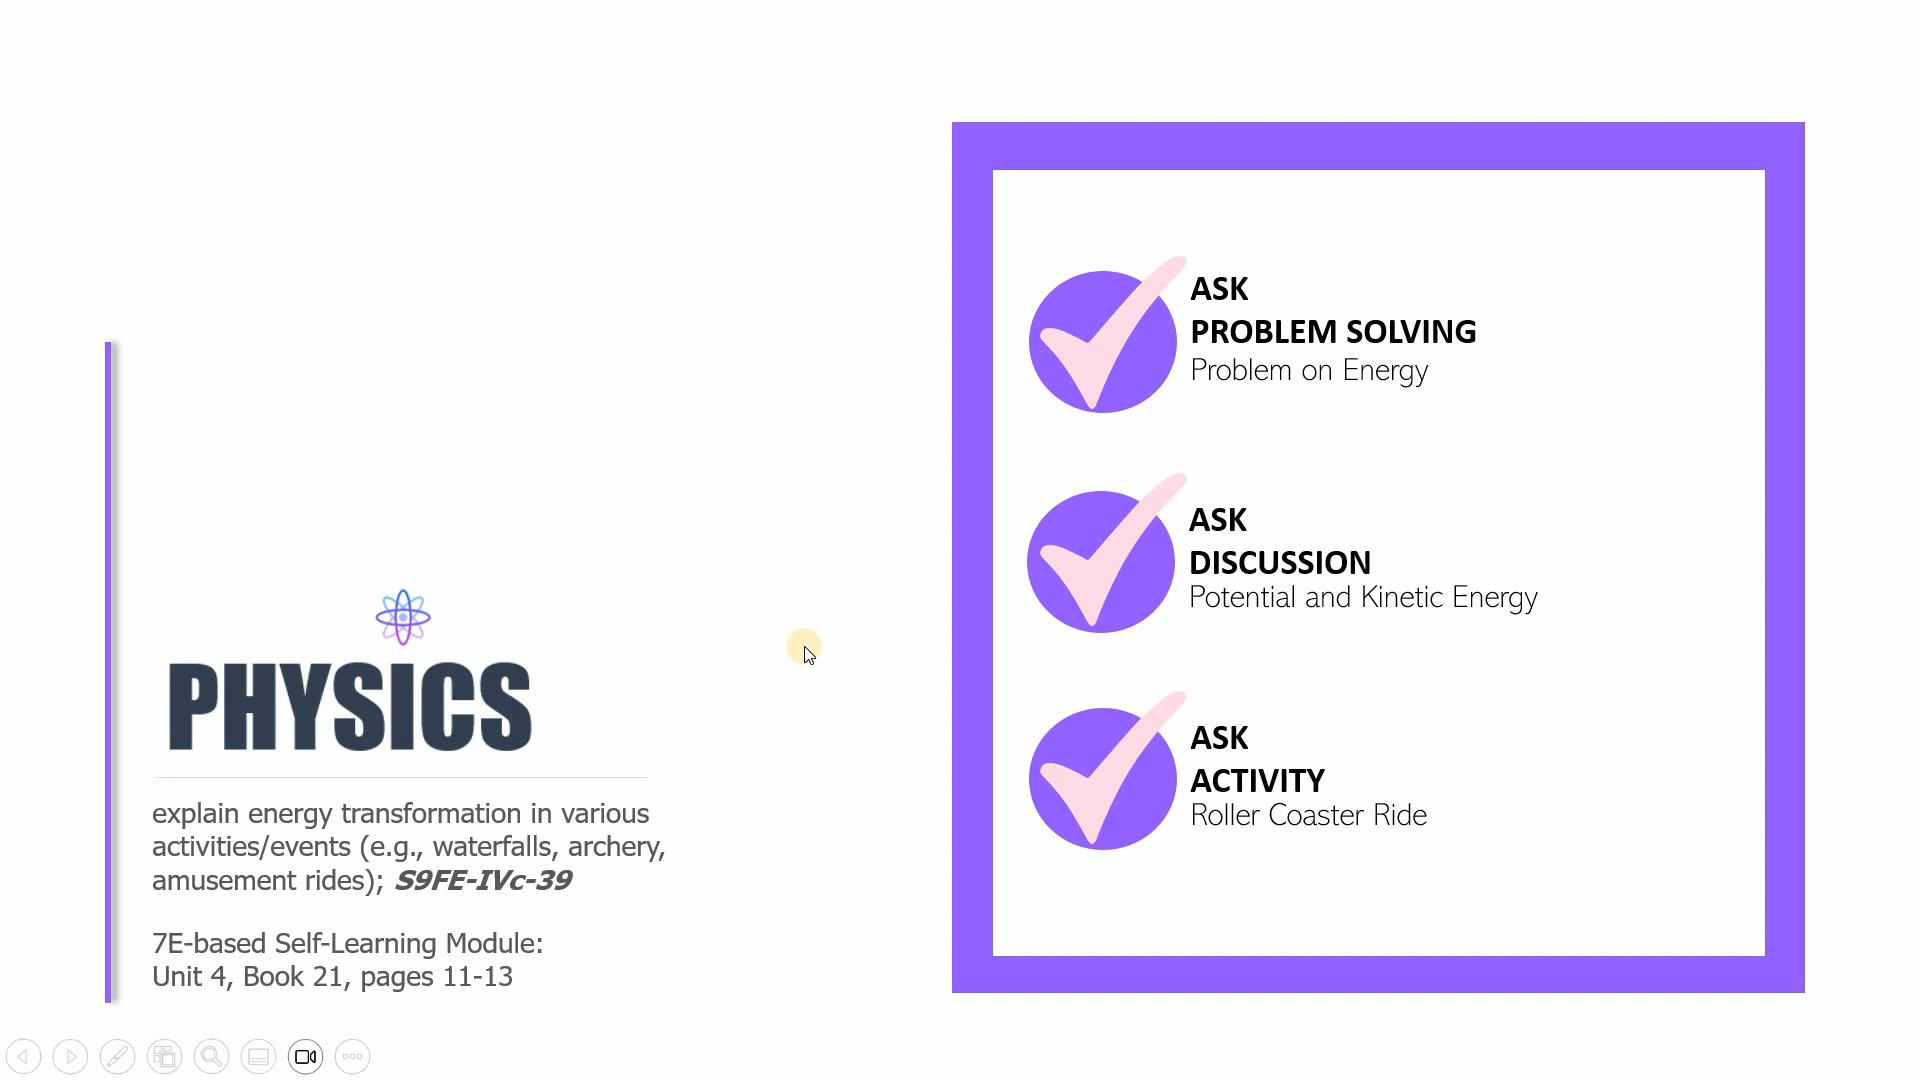 PHYSICS
explain energy transformation in various
activities/events (e.g., waterfalls, archery,
amusement rides); S9FE-IVc-39
7E-based Self-Learning Module:
Unit 4, Book 21, pages 11-13
ASK
PROBLEM SOLVING
Problem on Energy
ASK
DISCUSSION
Potential and Kinetic Energy
ASK
ACTIVITY
Roller Coaster Ride